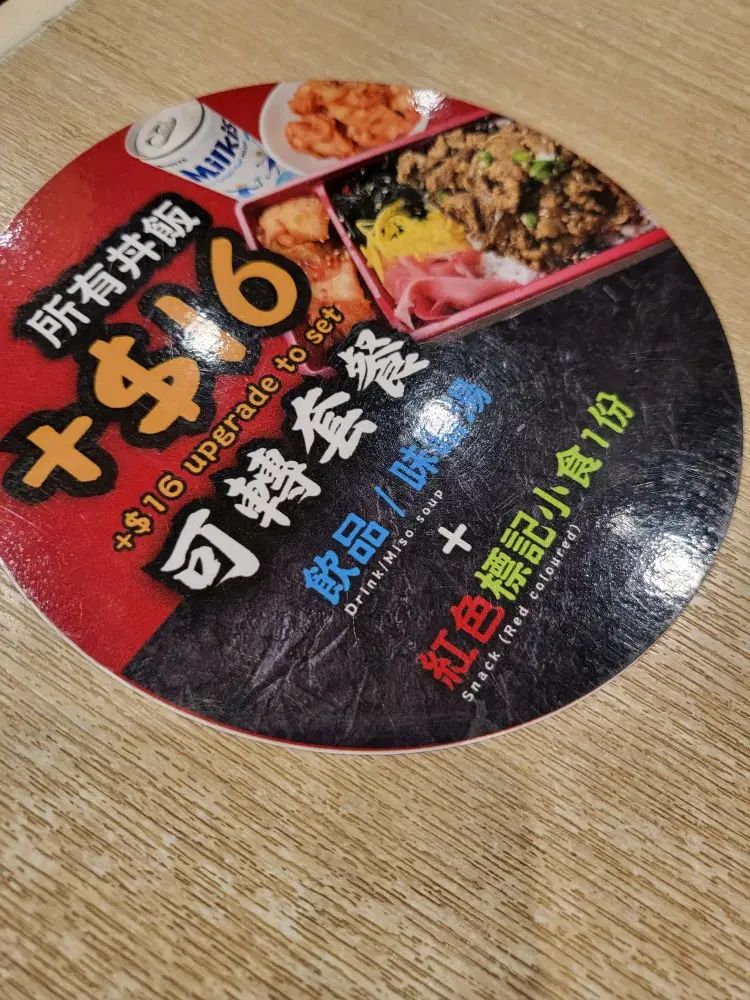 Milkis
所有丼飯
+$16
+$16 upgrade to set
可轉套餐
飲品 / 味噌湯
Drink/Miso soup
+
紅色標記小食1份
Snack (Red coloured)